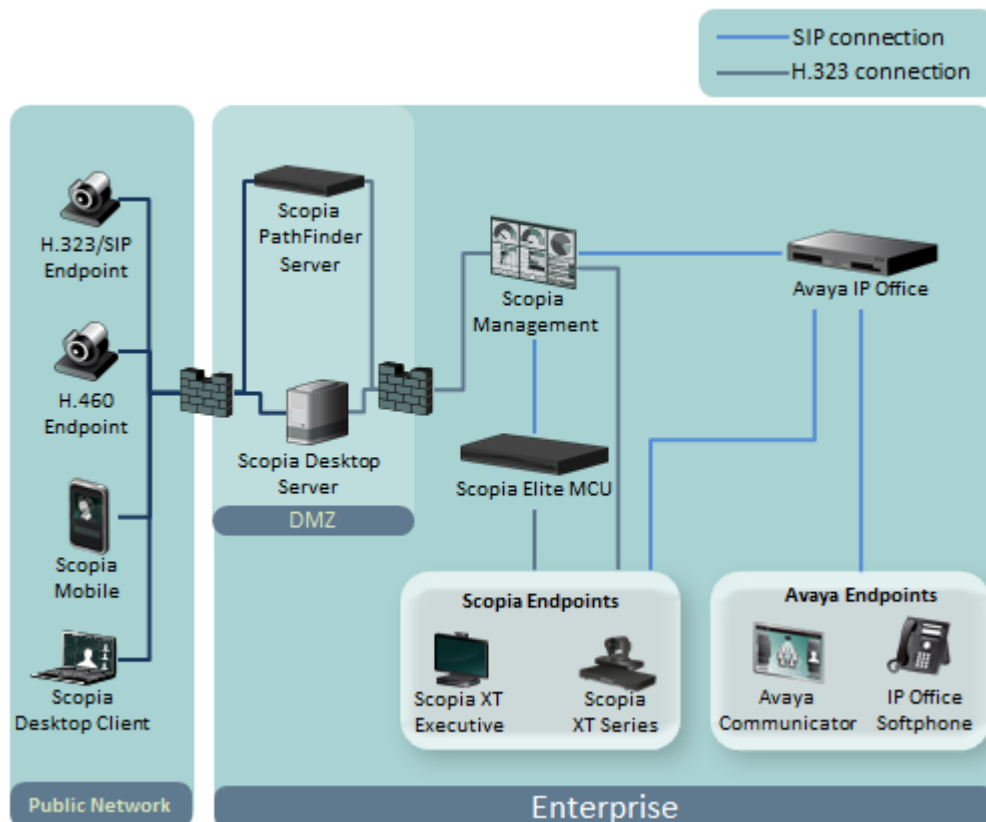 SIP connection
H.323 connection
H.323/SIP
Endpoint
H.460
Endpoint
Scopia
Mobile
Scopia
Desktop Client
Public Network
Scopia
PathFinder
Server
Scopia Desktop
Server
DMZ
Scopia
Management
Avaya IP Office
Scopia Elite MCU
Scopia Endpoints
Scopia XT
Executive
Scopia
XT Series
Avaya Endpoints
Avaya
Communicator
IP Office
Softphone
Enterprise